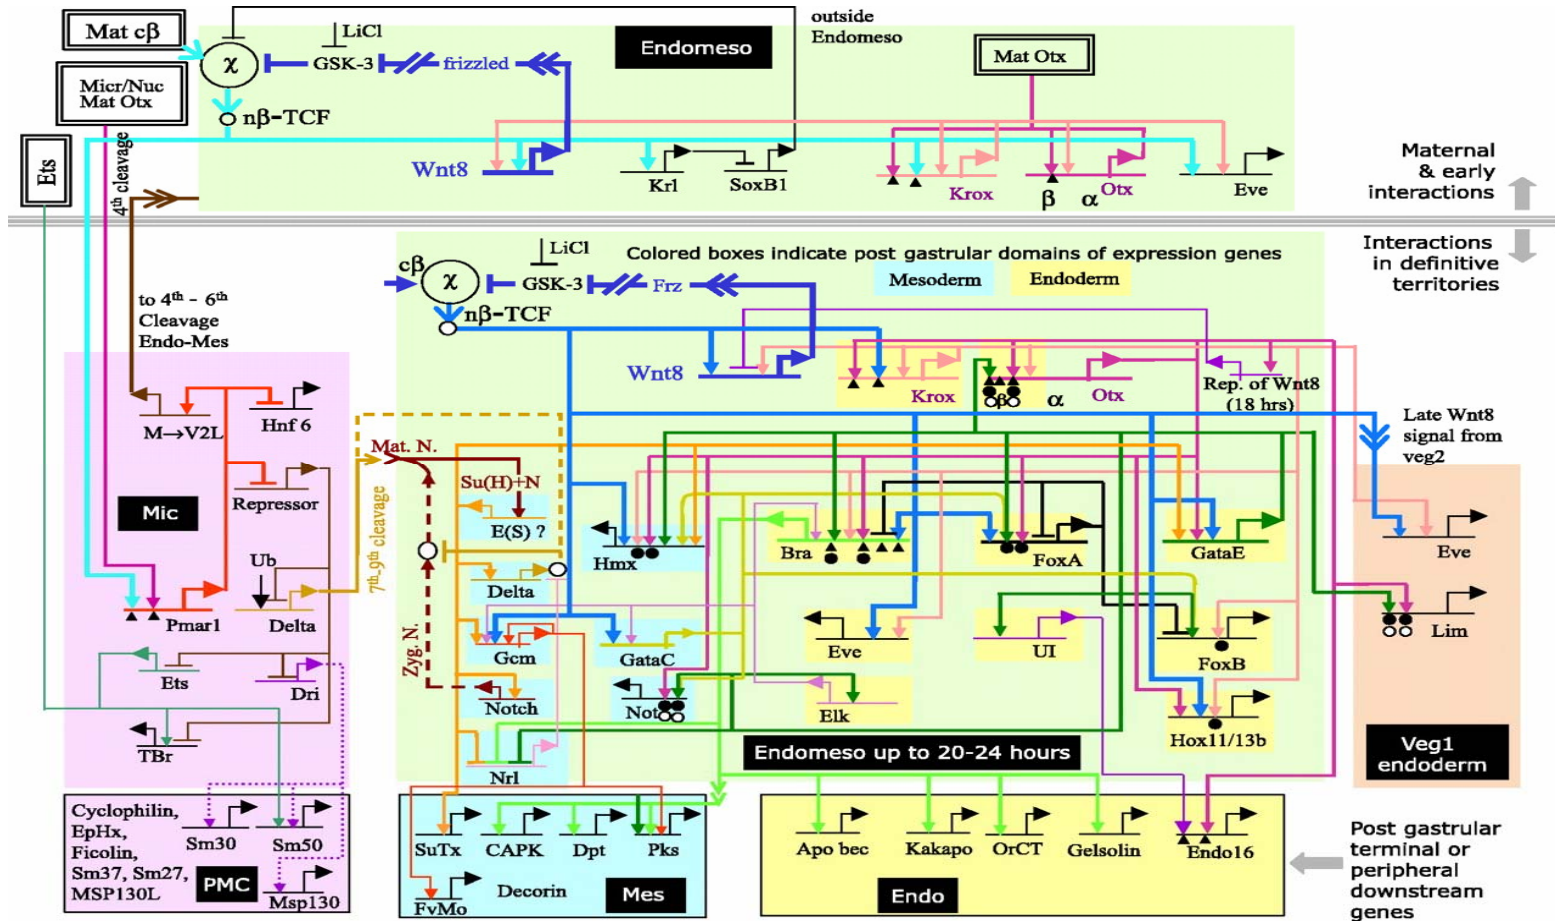 Mat cβ
χ
LiCl
GSK-3
frizzled
Endomeso
outside
Endomeso
Mat Otx
Micr/Nuc
Mat Otx
nβ-TCF
Ets
4th cleavage
Wnt8
Krl
SoxB1
Krox
β
α
Otx
Eve
Maternal
& early
interactions
Interactions
in definitive
territories
LiCl
Colored boxes indicate post gastrular domains of expression genes
cβ
χ
GSK-3
Frz
Mesoderm
Endoderm
nβ-TCF
to 4th - 6th
Cleavage
Endo-Mes
Wnt8
Krox
β
α
Otx
Rep. of Wnt8
(18 hrs)
Late Wnt8
signal from
veg2
M→V2L
Hnf 6
Mat. N.
Su(H)+N
Repressor
Mic
E(S) ?
7th-9th cleavage
Ub
Hmx
Bra
FoxA
GataE
Eve
Delta
Pmar1
Delta
Lim
Gcm
GataC
Eve
UI
FoxB
Zyg. N.
Ets
Dri
Notch
Not
Elk
Hox11/13b
TBr
Nrl
Endomeso up to 20-24 hours
Veg1
endoderm
Cyclophilin,
EpHx,
Ficolin,
Sm37, Sm27,
MSP130L
Sm30
Sm50
PMC
Msp130
SuTx
CAPK
Dpt
Pks
FvMo
Decorin
Mes
Apo bec
Kakapo
OrCT
Gelsolin
Endo16
Endo
Post gastrular
terminal or
peripheral
downstream
genes